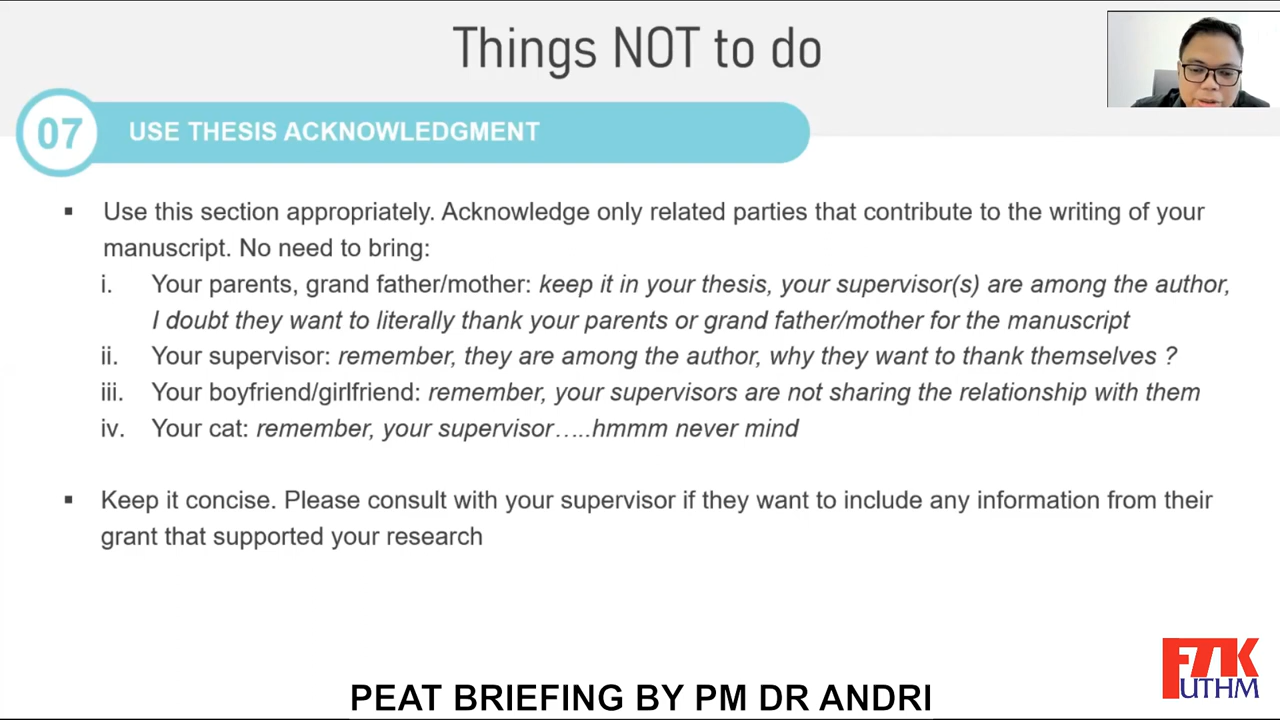 Things NOT to do
07 USE THESIS ACKNOWLEDGMENT
▪ Use this section appropriately. Acknowledge only related parties that contribute to the writing of your
manuscript. No need to bring:
i. Your parents, grand father/mother: keep it in your thesis, your supervisor(s) are among the author,
I doubt they want to literally thank your parents or grand father/mother for the manuscript
ii. Your supervisor: remember, they are among the author, why they want to thank themselves ?
iii. Your boyfriend/girlfriend: remember, your supervisors are not sharing the relationship with them
iv. Your cat: remember, your supervisor…..hmmm never mind
▪ Keep it concise. Please consult with your supervisor if they want to include any information from their
grant that supported your research
FTK
UTHM
PEAT BRIEFING BY PM DR ANDRI